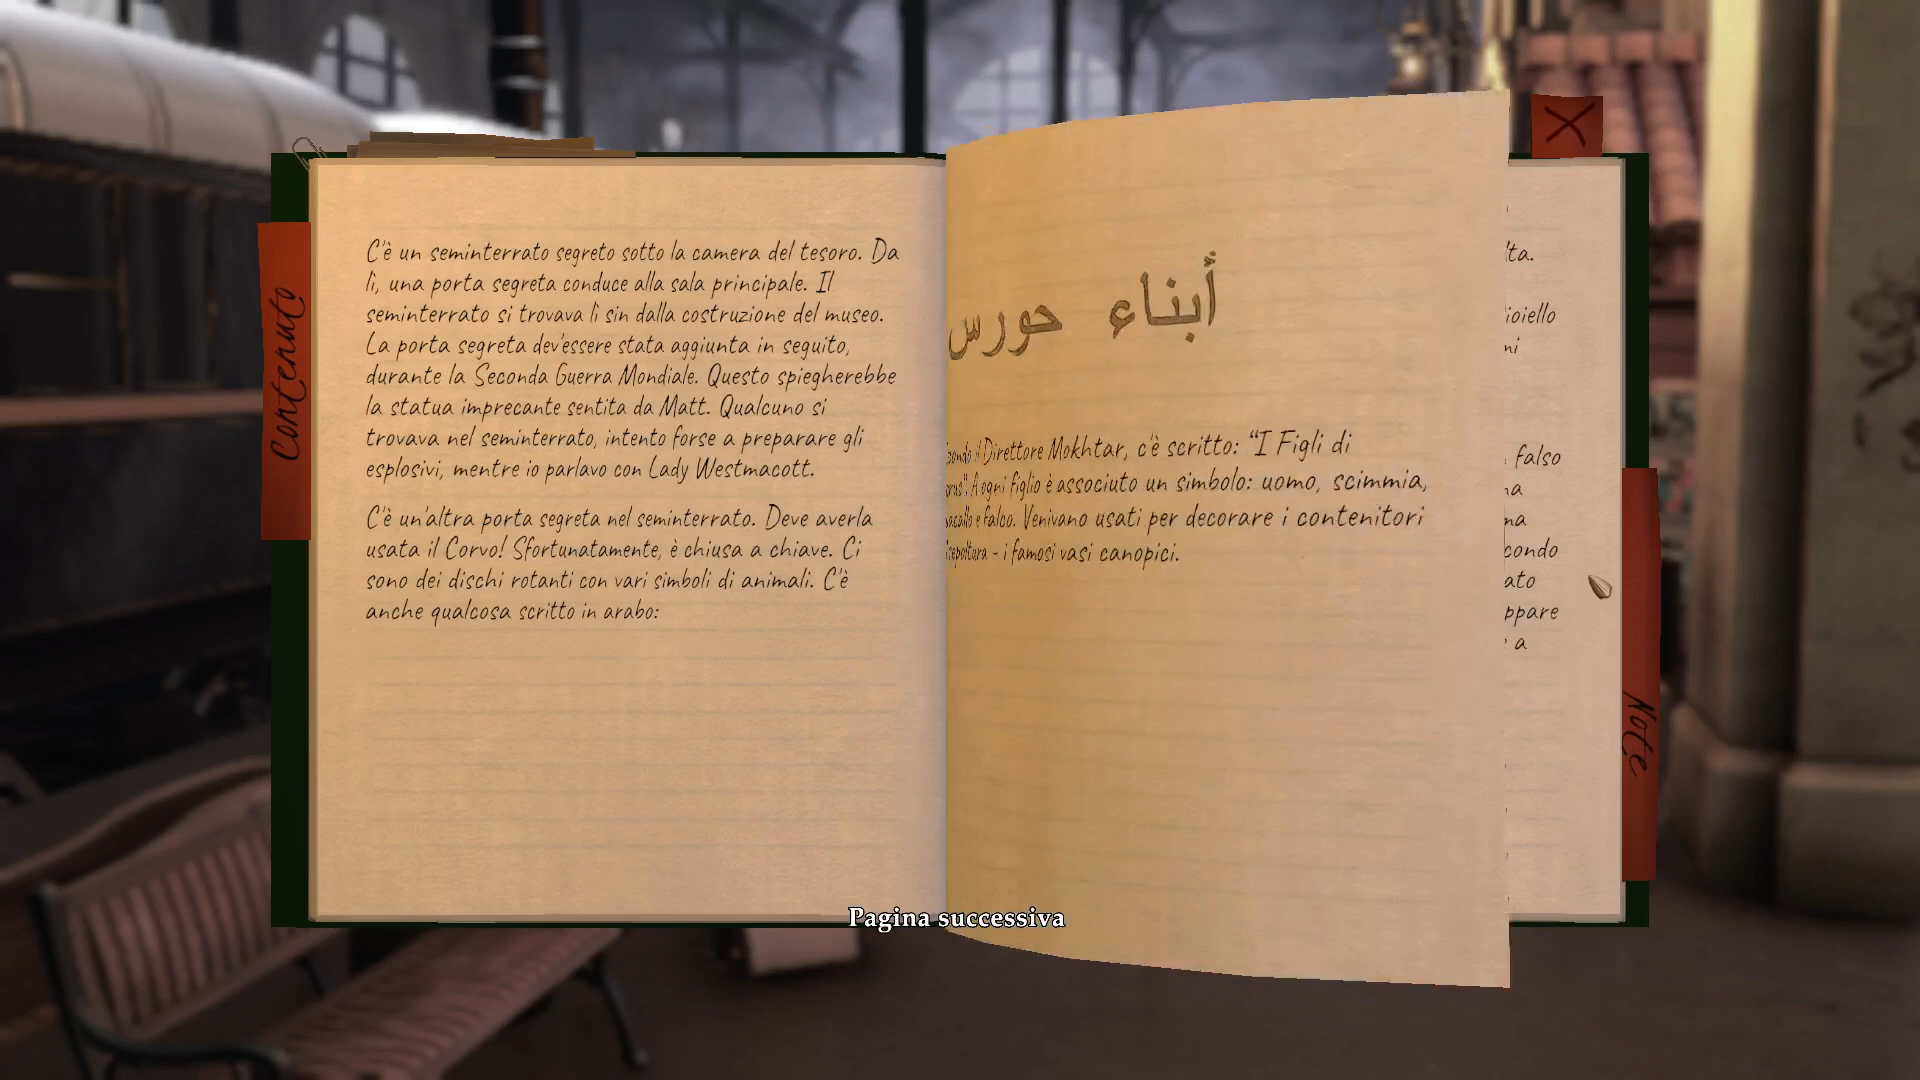 Contenuto
C'è un seminterrato segreto sotto la camera del tesoro. Da
lì, una porta segreta conduce alla sala principale. Il
seminterrato si trovava lì sin dalla costruzione del museo.
La porta segreta dev'essere stata aggiunta in seguito,
durante la Seconda Guerra Mondiale. Questo spiegherebbe
la statua imprecante sentita da Matt. Qualcuno si
trovava nel seminterrato, intento forse a preparare gli
esplosivi, mentre io parlavo con Lady Westmacott.
C'è un'altra porta segreta nel seminterrato. Deve averla
usata il Corvo! Sfortunatamente, è chiusa a chiave. Ci
sono dei dischi rotanti con vari simboli di animali. C'è
anche qualcosa scritto in arabo:
أبناء حورس
il Direttore Mokhtar, c'è scritto: "I Figli di
A ogni figlio è associuto un simbolo: uomo, scimmia,
e falco. Venivano usati per decorare i contenitori
- i famosi vasi canopici.
falso
Note
Pagina successiva